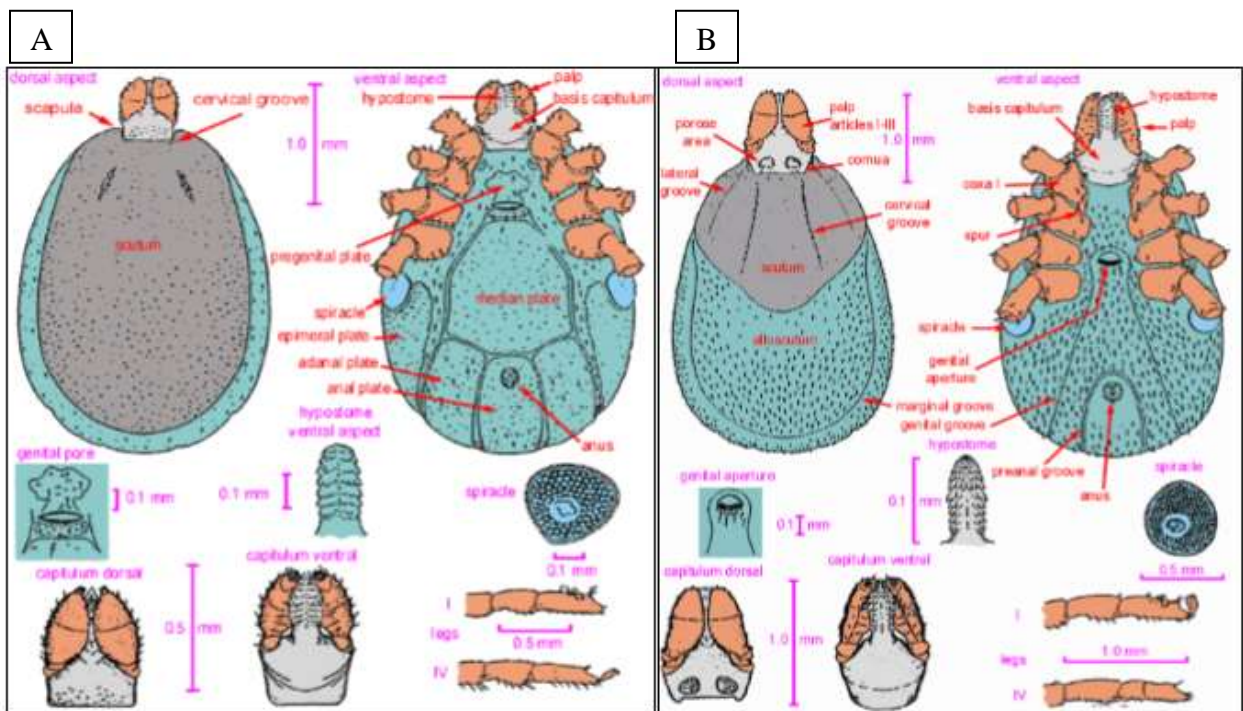 A
dorsal aspect
scapula
cervical groove
1.0 mm
scutum
ventral aspect
palp
hypostome
basis capitulum
pregenital plate
median plate
spiracle
epimeral plate
adanal plate
anal plate
anus
genital pore
0.1 mm
hypostome
ventral aspect
0.1 mm
spiracle
0.1 mm
capitulum dorsal
0.5 mm
capitulum ventral
I
legs
0.5 mm
IV
B
dorsal aspect
palp
articles I-III
porose
area
1.0 mm
cornua
lateral
groove
cervical
groove
scutum
alloscutum
marginal groove
ventral aspect
hypostome
basis capitulum
palp
coxa I
spur
spiracle
genital
aperture
genital groove
preanal groove
anus
genital aperture
0.1 mm
hypostome
0.1 mm
spiracle
0.5 mm
capitulum dorsal
capitulum ventral
1.0 mm
I
legs
1.0 mm
IV